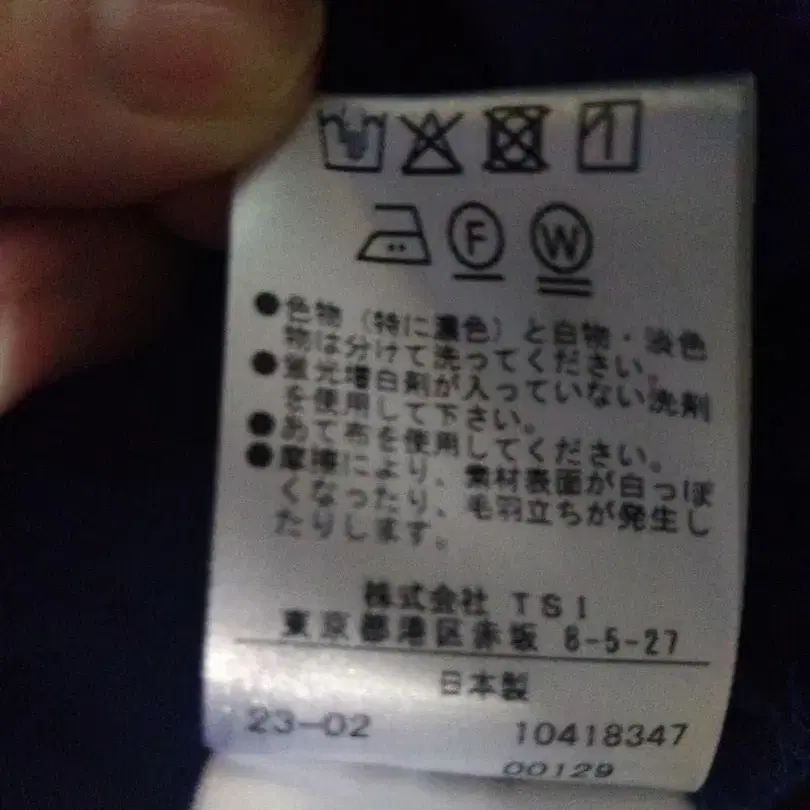 F W
●色物（特に濃色）と白物・淡色
物は分けて洗ってください。
●蛍光増白剤が入っていない洗剤
を使用して下さい。
●あて布を使用してください。
●摩擦により、素材表面が白っぽ
くなったり、毛羽立ちが発生し
たりします。
株式会社 TSI
東京都港区赤坂 8-5-27
日本製
23-02 10418347
00129